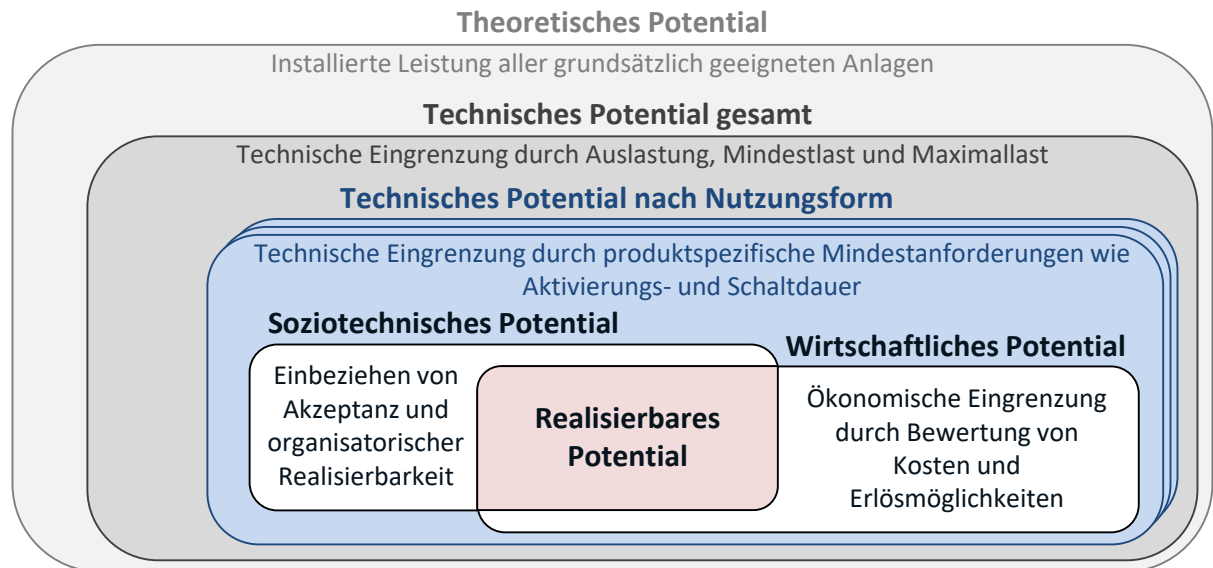 Theoretisches Potential
Installierte Leistung aller grundsätzlich geeigneten Anlagen
Technisches Potential gesamt
Technische Eingrenzung durch Auslastung, Mindestlast und Maximallast
Technisches Potential nach Nutzungsform
Technische Eingrenzung durch produktspezifische Mindestanforderungen wie
Aktivierungs- und Schaltdauer
Soziotechnisches Potential
Einbeziehen von
Akzeptanz und
organisatorischer
Realisierbarkeit
Realisierbares
Potential
Wirtschaftliches Potential
Ökonomische Eingrenzung
durch Bewertung von
Kosten und
Erlösmöglichkeiten